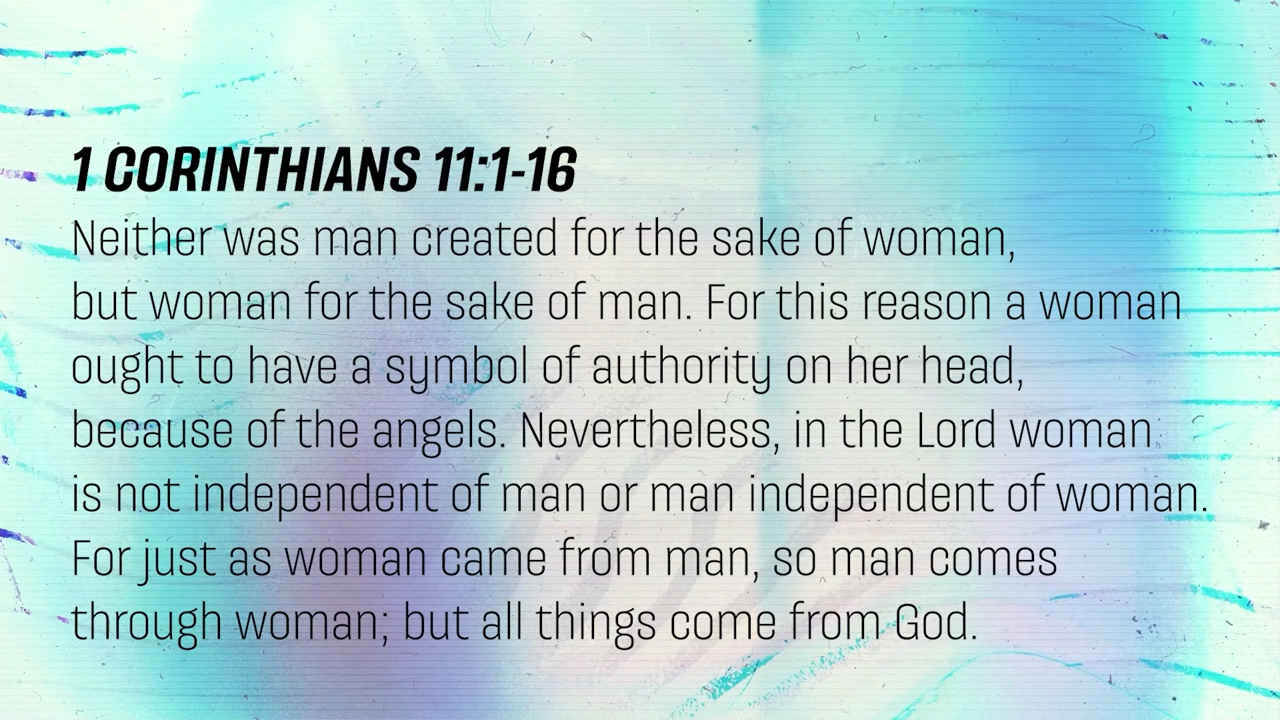 1 CORINTHIANS 11:1-16
Neither was man created for the sake of woman,
but woman for the sake of man. For this reason a woman
ought to have a symbol of authority on her head,
because of the angels. Nevertheless, in the Lord woman
is not independent of man or man independent of woman.
For just as woman came from man, so man comes
through woman; but all things come from God.